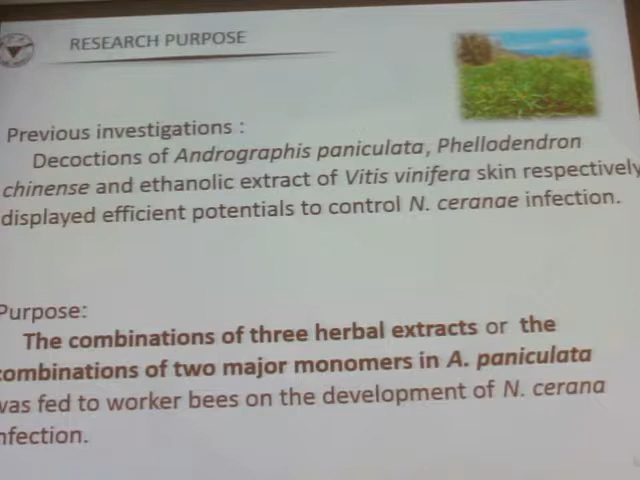 RESEARCH PURPOSE
Previous investigations :
Decoctions of Andrographis paniculata, Phellodendron
chinense and ethanolic extract of Vitis vinifera skin respectively
displayed efficient potentials to control N. ceranae infection.
Purpose:
The combinations of three herbal extracts or the
combinations of two major monomers in A. paniculata
was fed to worker bees on the development of N. cerana
nfection.